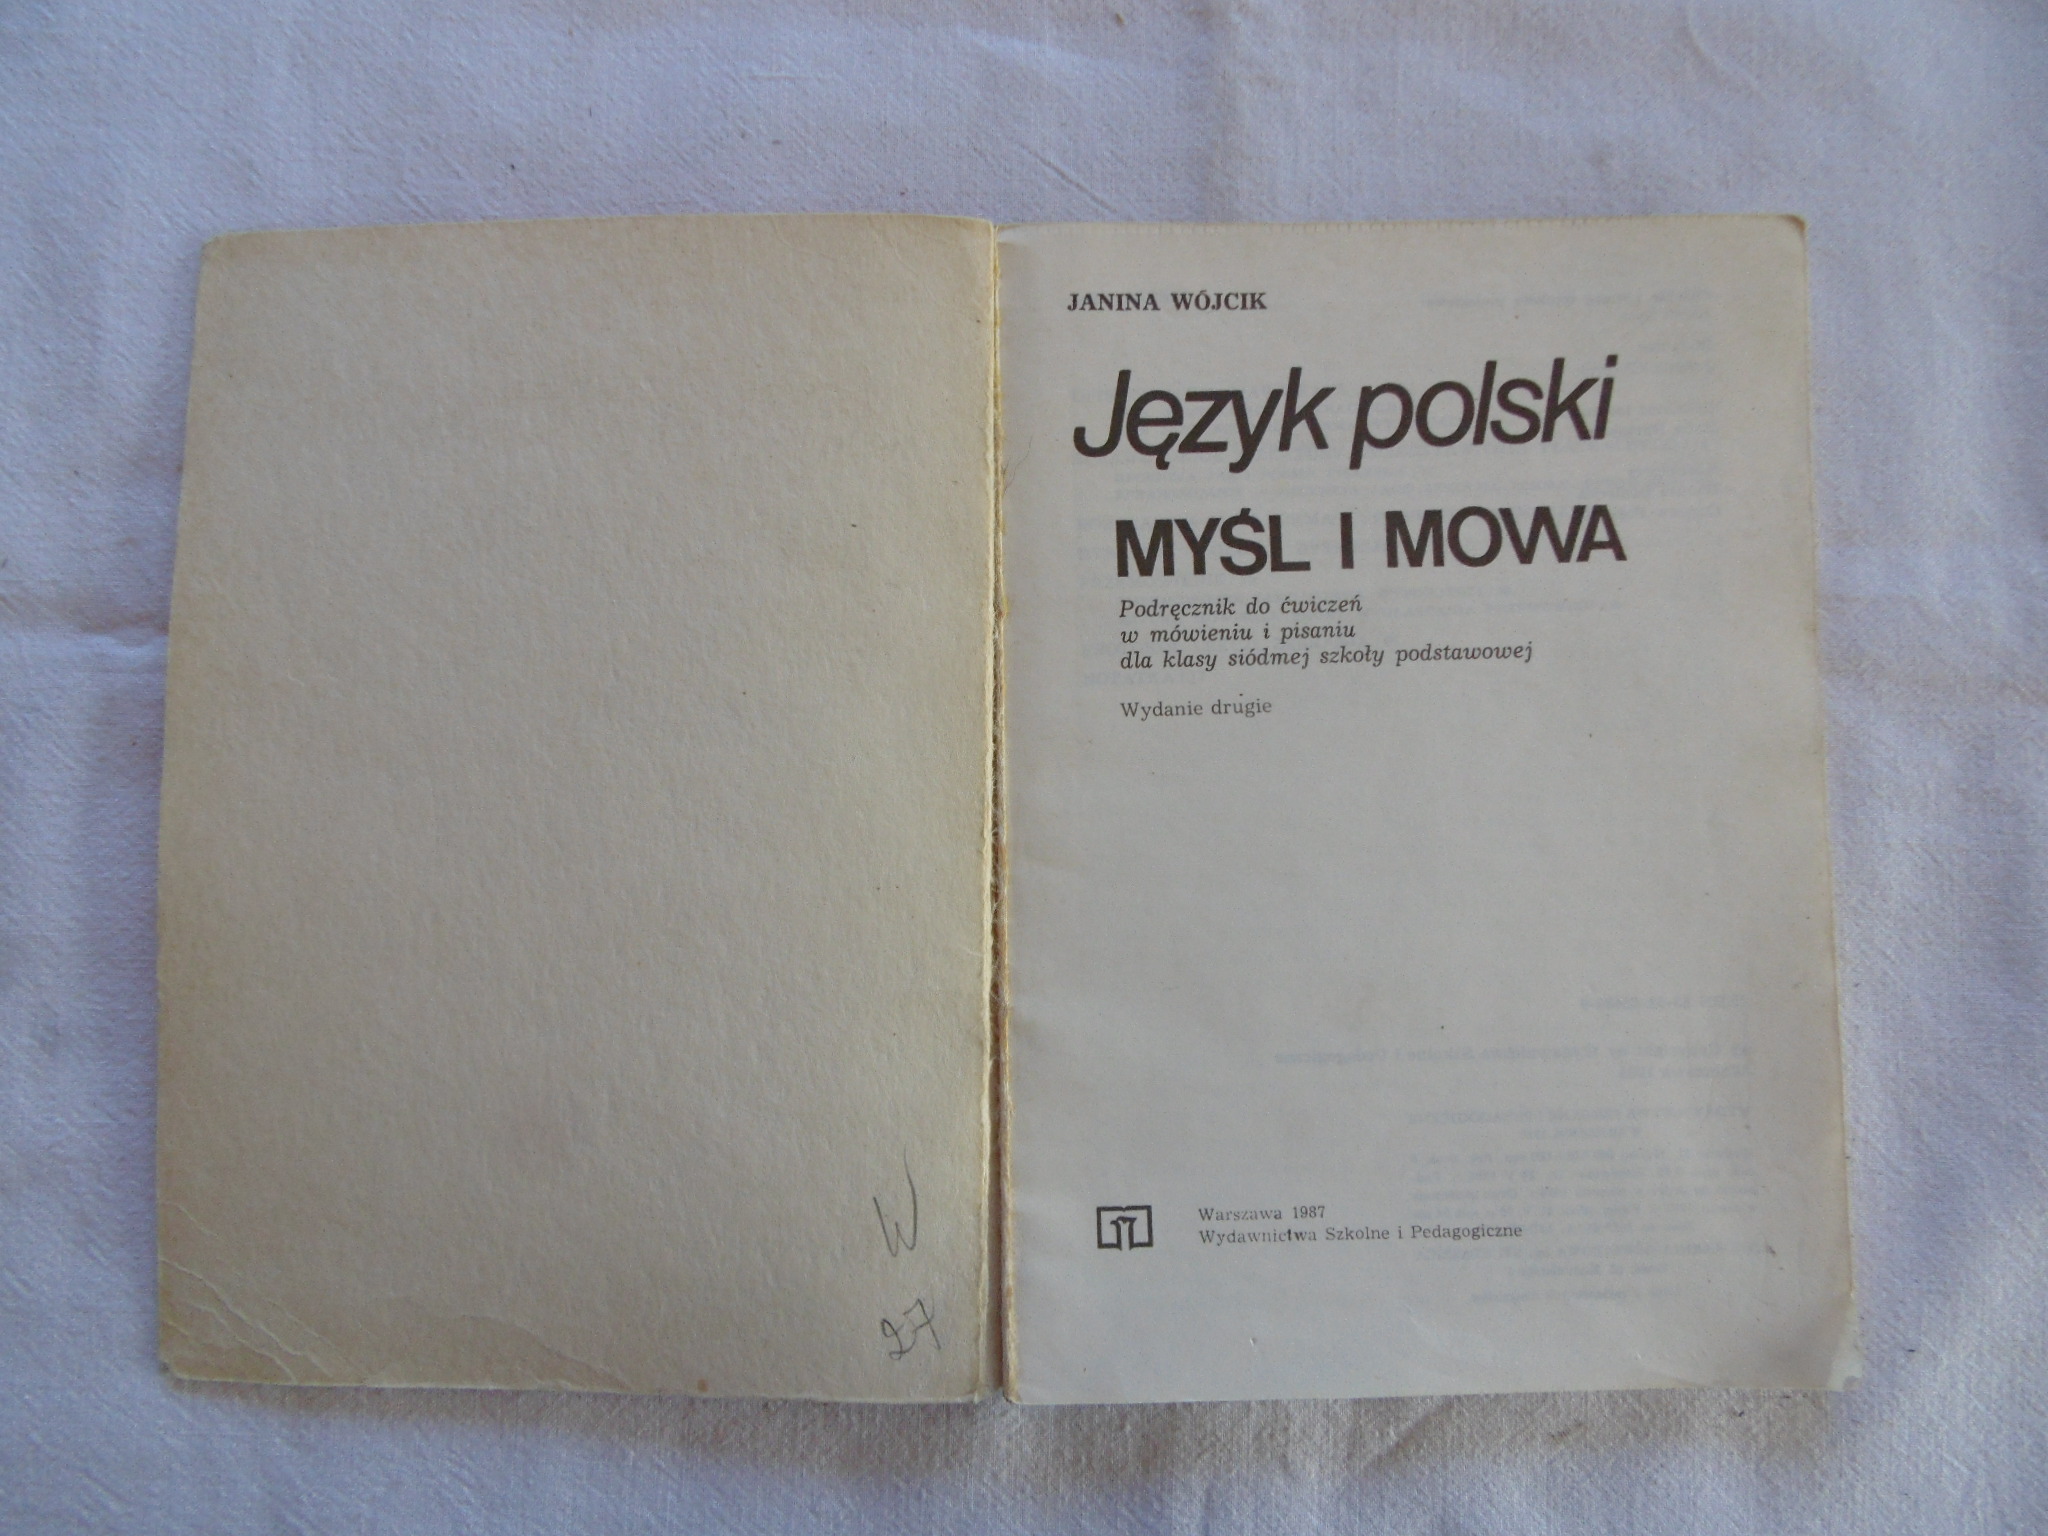 W
27
JANINA WÓJCIK
Język polski
MYŚL I MOWA
Podręcznik do ćwiczeń
w mówieniu i pisaniu
dla klasy siódmej szkoły podstawowej
Wydanie drugie
Warszawa 1987
Wydawnictwa Szkolne i Pedagogiczne